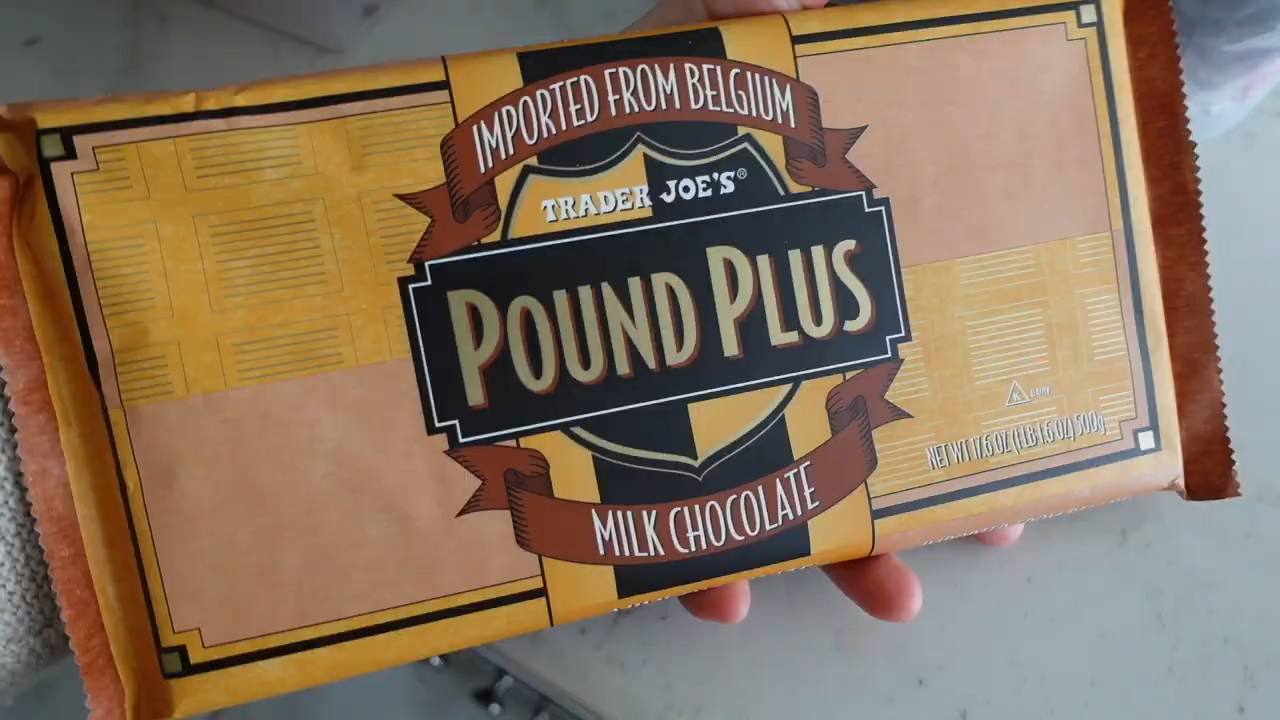 IMPORTED FROM BELGIUM
TRADER JOE'S®
POUND PLUS
MILK CHOCOLATE
K DAIRY
NET WT 17.6 OZ (1 LB 1.6 OZ) 500g